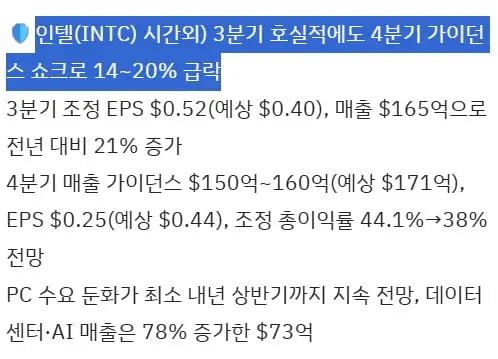 인텔(INTC) 시간외) 3분기 호실적에도 4분기 가이던
스 쇼크로 14~20% 급락
3분기 조정 EPS $0.52(예상 $0.40), 매출 $165억으로
전년 대비 21% 증가
4분기 매출 가이던스 $150억~160억(예상 $171억),
EPS $0.25(예상 $0.44), 조정 총이익률 44.1%→38%
전망
PC 수요 둔화가 최소 내년 상반기까지 지속 전망, 데이터
센터·AI 매출은 78% 증가한 $73억